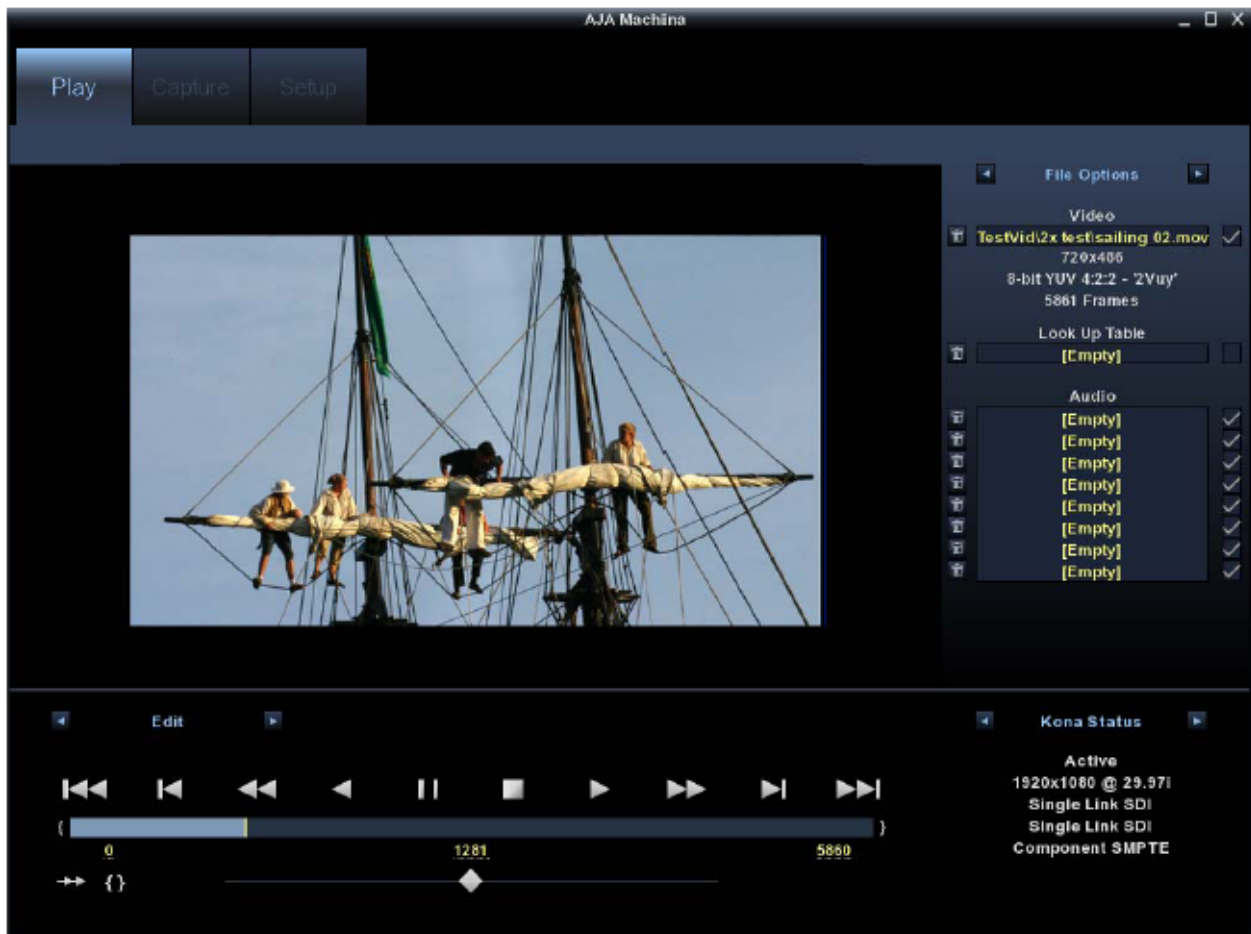 AJA Machina
Play
Capture
Setup
File Options
Video
TestVid\2x test\sailing 02.mov
720x486
8-bit YUV 4:2:2 - '2Vuy'
5861 Frames
Look Up Table
[Empty]
Audio
[Empty]
[Empty]
[Empty]
[Empty]
[Empty]
[Empty]
[Empty]
[Empty]
Edit
{ }
0
1281
5860
{ }
Kona Status
Active
1920x1080 @ 29.97i
Single Link SDI
Single Link SDI
Component SMPTE